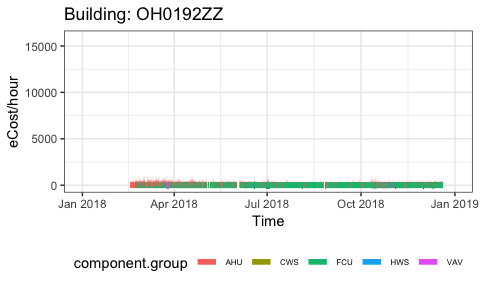 Building: OH0192ZZ
15000
10000
5000
0
eCost/hour
Jan 2018 Apr 2018 Jul 2018 Oct 2018 Jan 2019
Time
component.group AHU CWS FCU HWS VAV